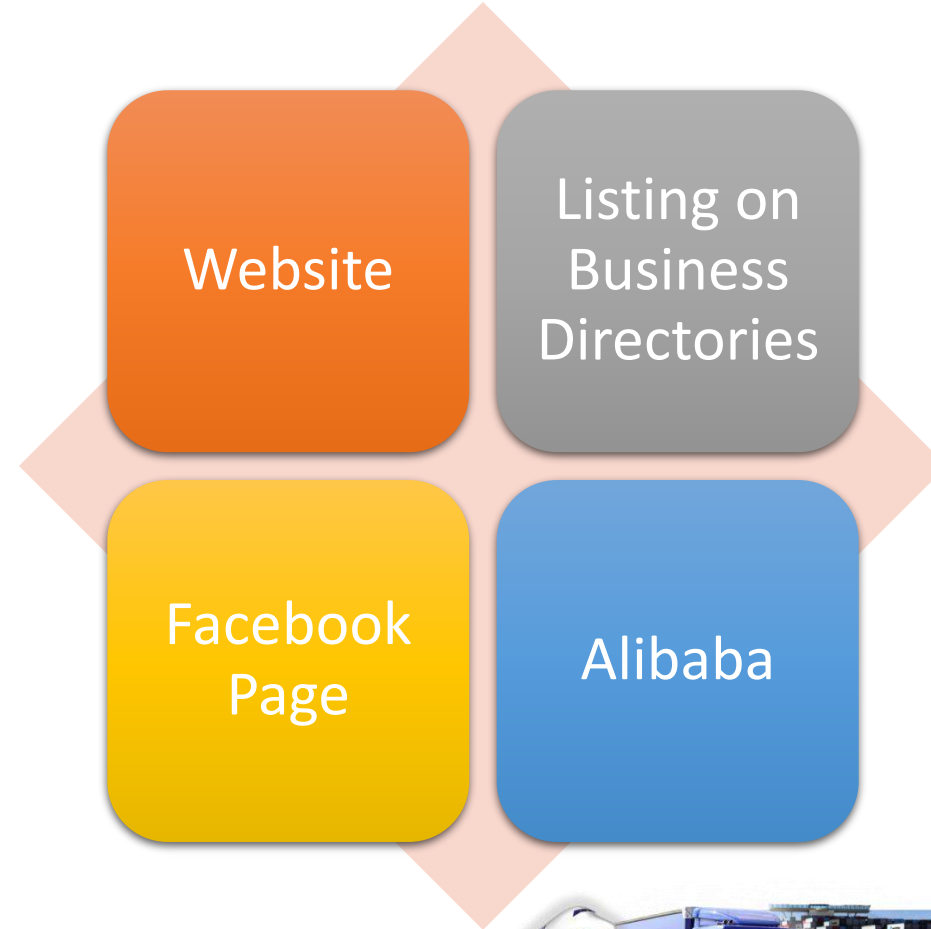 Website
Listing on
Business
Directories
Facebook
Page
Alibaba